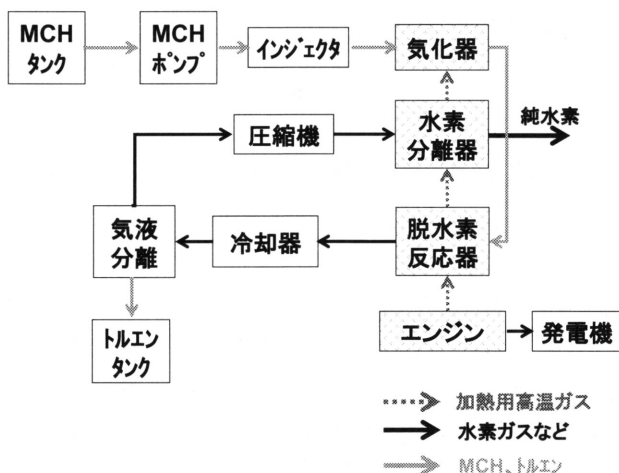 MCH
タンク
MCH
ポンプ
インジェクタ
気化器
圧縮機
水素
分離器
純水素
気液
分離
冷却器
脱水素
反応器
トルエン
タンク
エンジン
発電機
加熱用高温ガス
水素ガスなど
MCH、トルエン